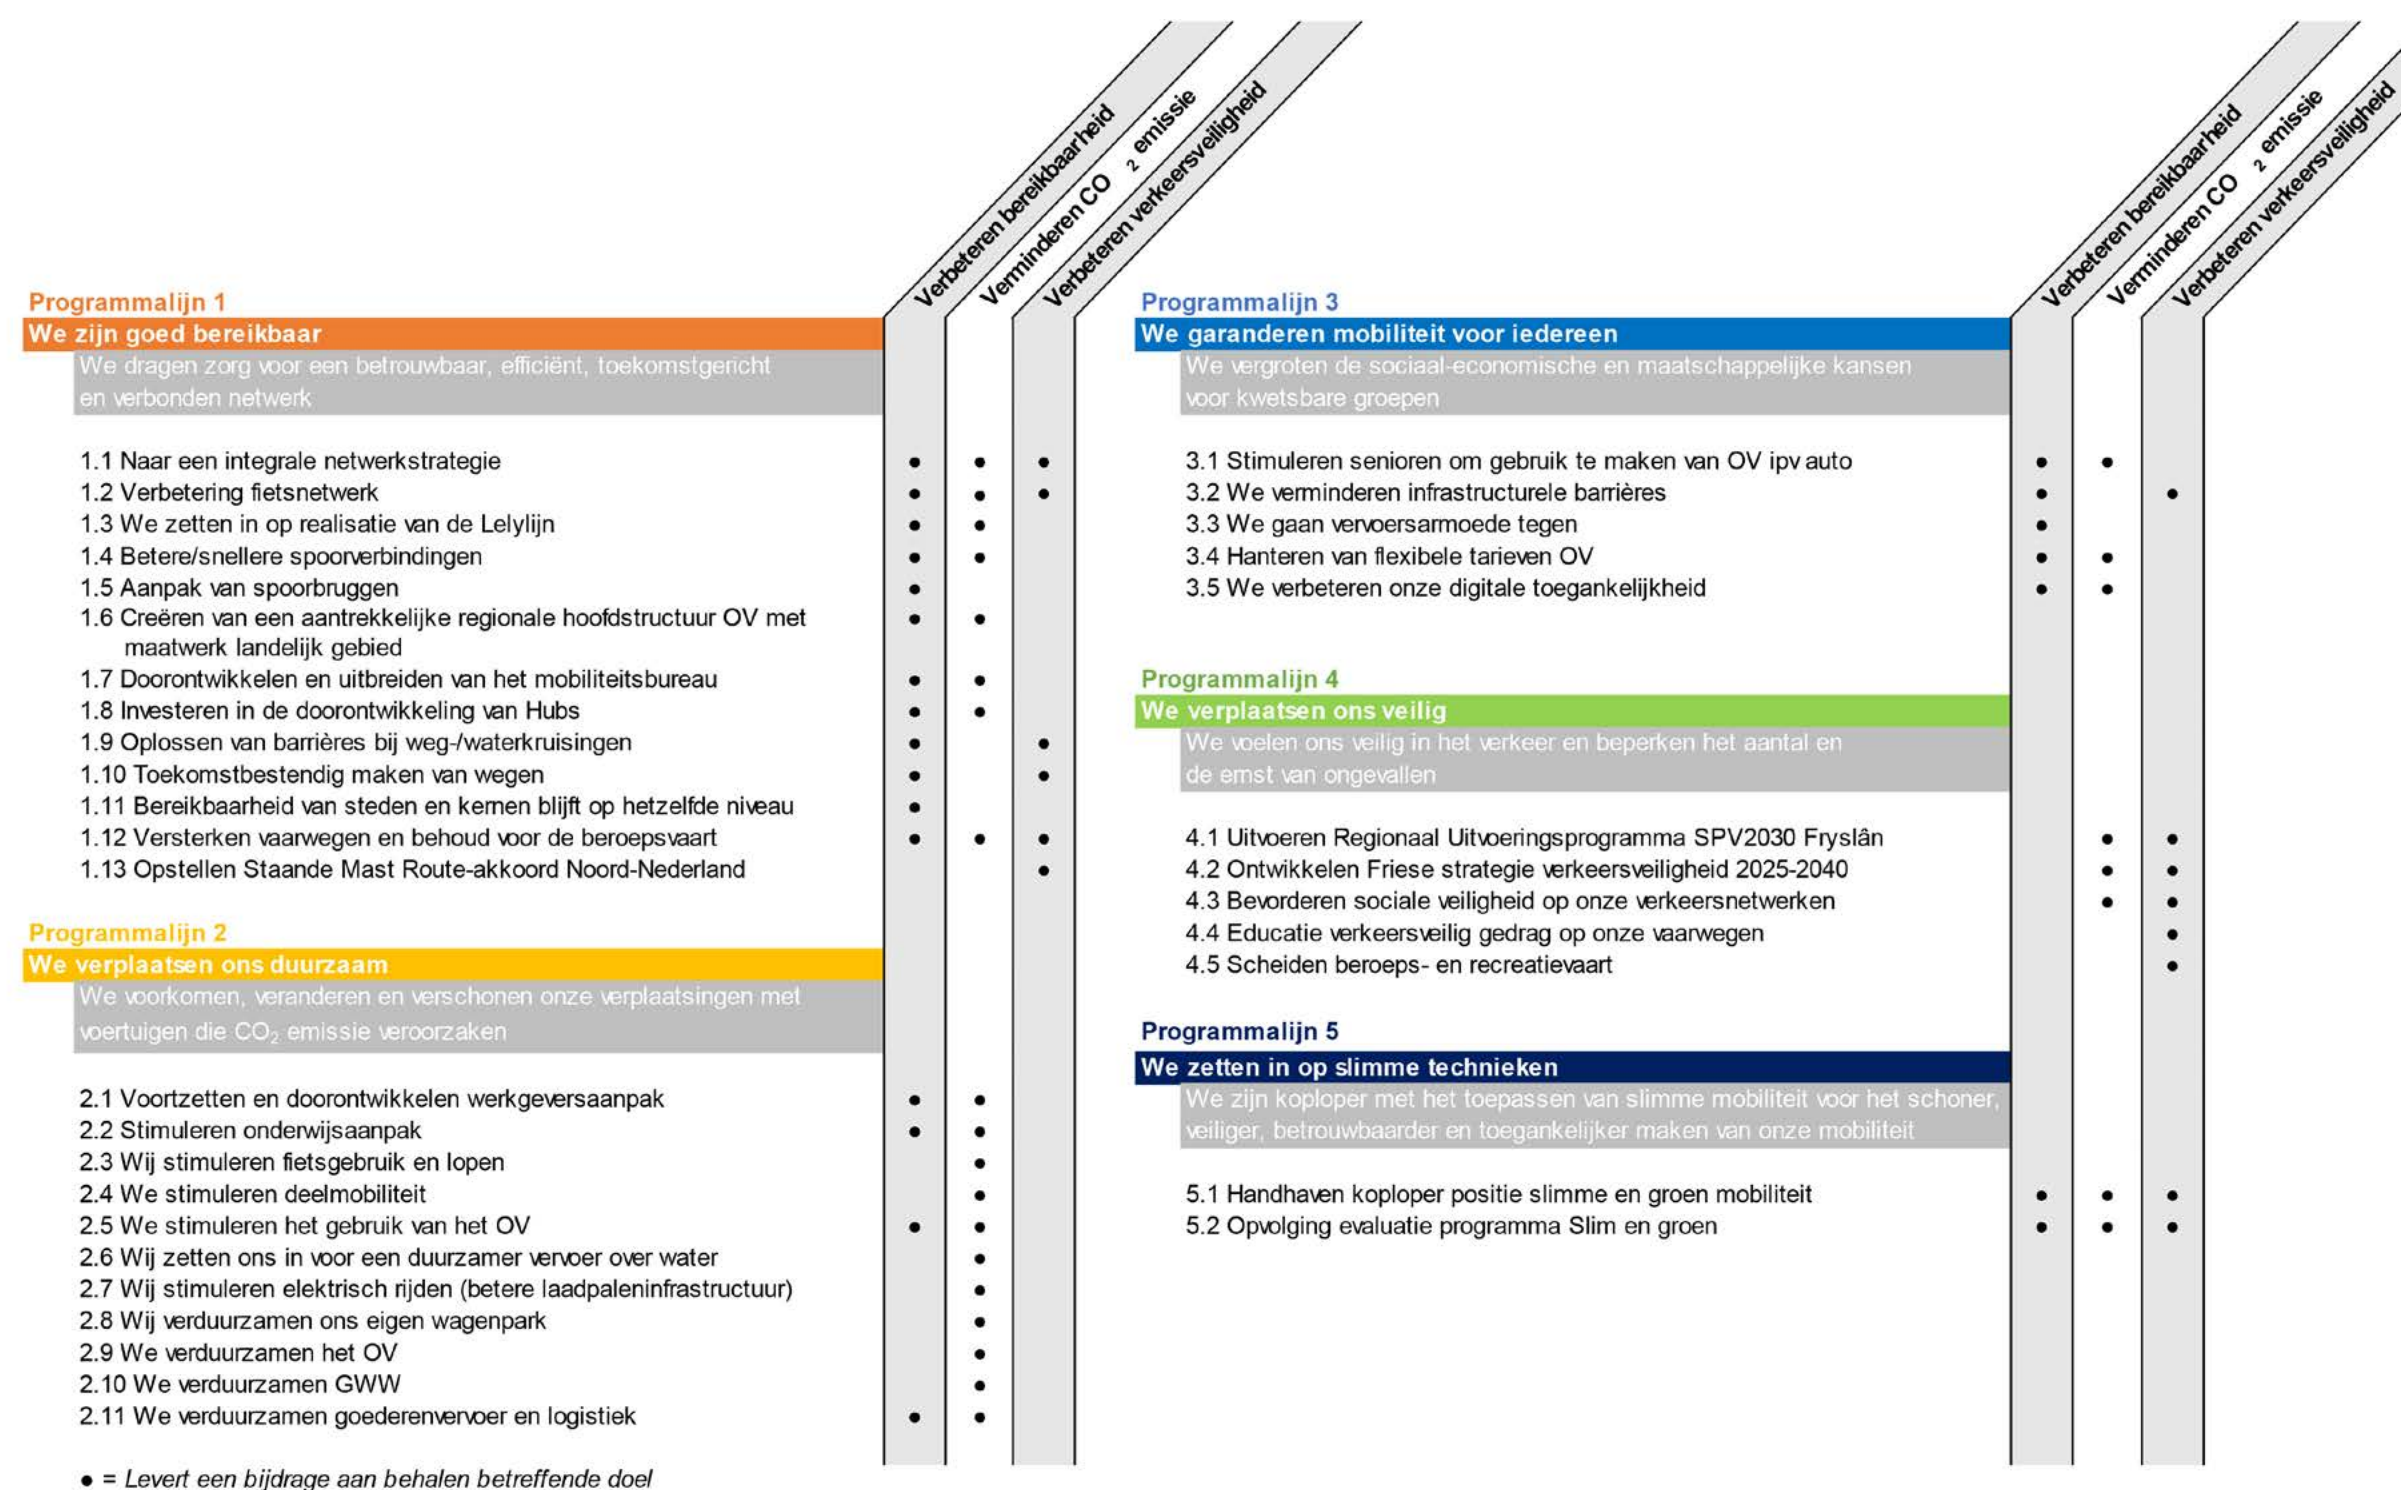 Verbeteren bereikbaarheid
Verminderen CO₂ emissie
Verbeteren verkeersveiligheid
Programmalijn 1
We zijn goed bereikbaar
We dragen zorg voor een betrouwbaar, efficiënt, toekomstgericht
en verbonden netwerk
1.1 Naar een integrale netwerkstrategie • • •
1.2 Verbetering fietsnetwerk • • •
1.3 We zetten in op realisatie van de Lelylijn • •
1.4 Betere/snellere spoorverbindingen • •
1.5 Aanpak van spoorbruggen •
1.6 Creëren van een aantrekkelijke regionale hoofdstructuur OV met • •
maatwerk landelijk gebied
1.7 Doorontwikkelen en uitbreiden van het mobiliteitsbureau • •
1.8 Investeren in de doorontwikkeling van Hubs • •
1.9 Oplossen van barrières bij weg-/waterkruisingen • •
1.10 Toekomstbestendig maken van wegen • •
1.11 Bereikbaarheid van steden en kernen blijft op hetzelfde niveau •
1.12 Versterken vaarwegen en behoud voor de beroepsvaart • • •
1.13 Opstellen Staande Mast Route-akkoord Noord-Nederland •
Programmalijn 2
We verplaatsen ons duurzaam
We voorkomen, veranderen en verschonen onze verplaatsingen met
voertuigen die CO₂ emissie veroorzaken
2.1 Voortzetten en doorontwikkelen werkgeversaanpak • •
2.2 Stimuleren onderwijsaanpak • •
2.3 Wij stimuleren fietsgebruik en lopen •
2.4 We stimuleren deelmobiliteit •
2.5 We stimuleren het gebruik van het OV • •
2.6 Wij zetten ons in voor een duurzamer vervoer over water •
2.7 Wij stimuleren elektrisch rijden (betere laadpaleninfrastructuur) •
2.8 Wij verduurzamen ons eigen wagenpark •
2.9 We verduurzamen het OV •
2.10 We verduurzamen GWW •
2.11 We verduurzamen goederenvervoer en logistiek • •
• = Levert een bijdrage aan behalen betreffende doel
Verbeteren bereikbaarheid
Verminderen CO₂ emissie
Verbeteren verkeersveiligheid
Programmalijn 3
We garanderen mobiliteit voor iedereen
We vergroten de sociaal-economische en maatschappelijke kansen
voor kwetsbare groepen
3.1 Stimuleren senioren om gebruik te maken van OV ipv auto • •
3.2 We verminderen infrastructurele barrières • •
3.3 We gaan vervoersarmoede tegen •
3.4 Hanteren van flexibele tarieven OV • •
3.5 We verbeteren onze digitale toegankelijkheid • •
Programmalijn 4
We verplaatsen ons veilig
We voelen ons veilig in het verkeer en beperken het aantal en
de ernst van ongevallen
4.1 Uitvoeren Regionaal Uitvoeringsprogramma SPV2030 Fryslân • •
4.2 Ontwikkelen Friese strategie verkeersveiligheid 2025-2040 • •
4.3 Bevorderen sociale veiligheid op onze verkeersnetwerken • •
4.4 Educatie verkeersveilig gedrag op onze vaarwegen •
4.5 Scheiden beroeps- en recreatievaart •
Programmalijn 5
We zetten in op slimme technieken
We zijn koploper met het toepassen van slimme mobiliteit voor het schoner,
veiliger, betrouwbaarder en toegankelijker maken van onze mobiliteit
5.1 Handhaven koploper positie slimme en groen mobiliteit • • •
5.2 Opvolging evaluatie programma Slim en groen • • •